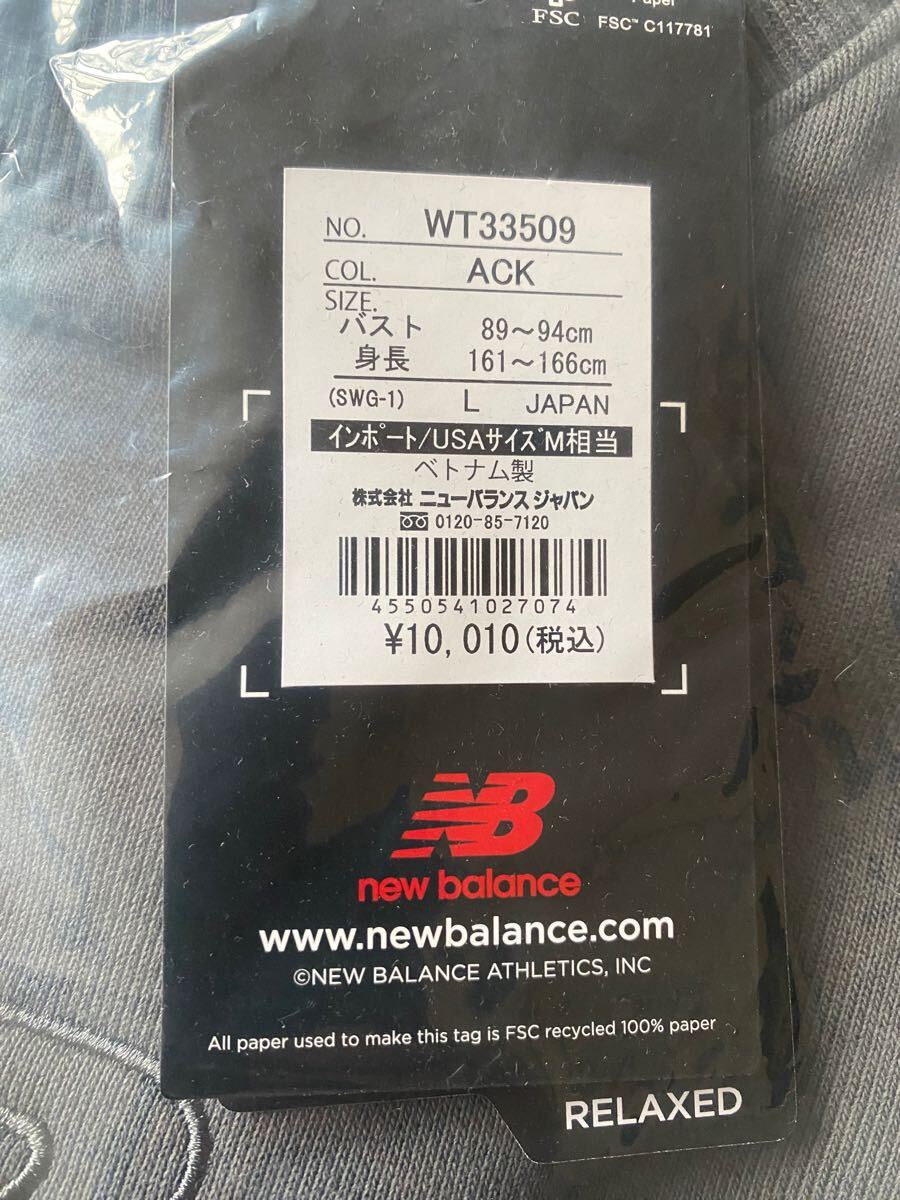 Paper
FSC FSC™ C117781
NO. WT33509
COL. ACK
SIZE.
バスト 89～94cm
身長 161～166cm
(SWG-1) L JAPAN
インポート/USAサイズM相当
ベトナム製
株式会社 ニューバランス ジャパン
0120-85-7120
4550541027074
¥10,010(税込)
NB
new balance
www.newbalance.com
©NEW BALANCE ATHLETICS, INC
All paper used to make this tag is FSC recycled 100% paper
RELAXED